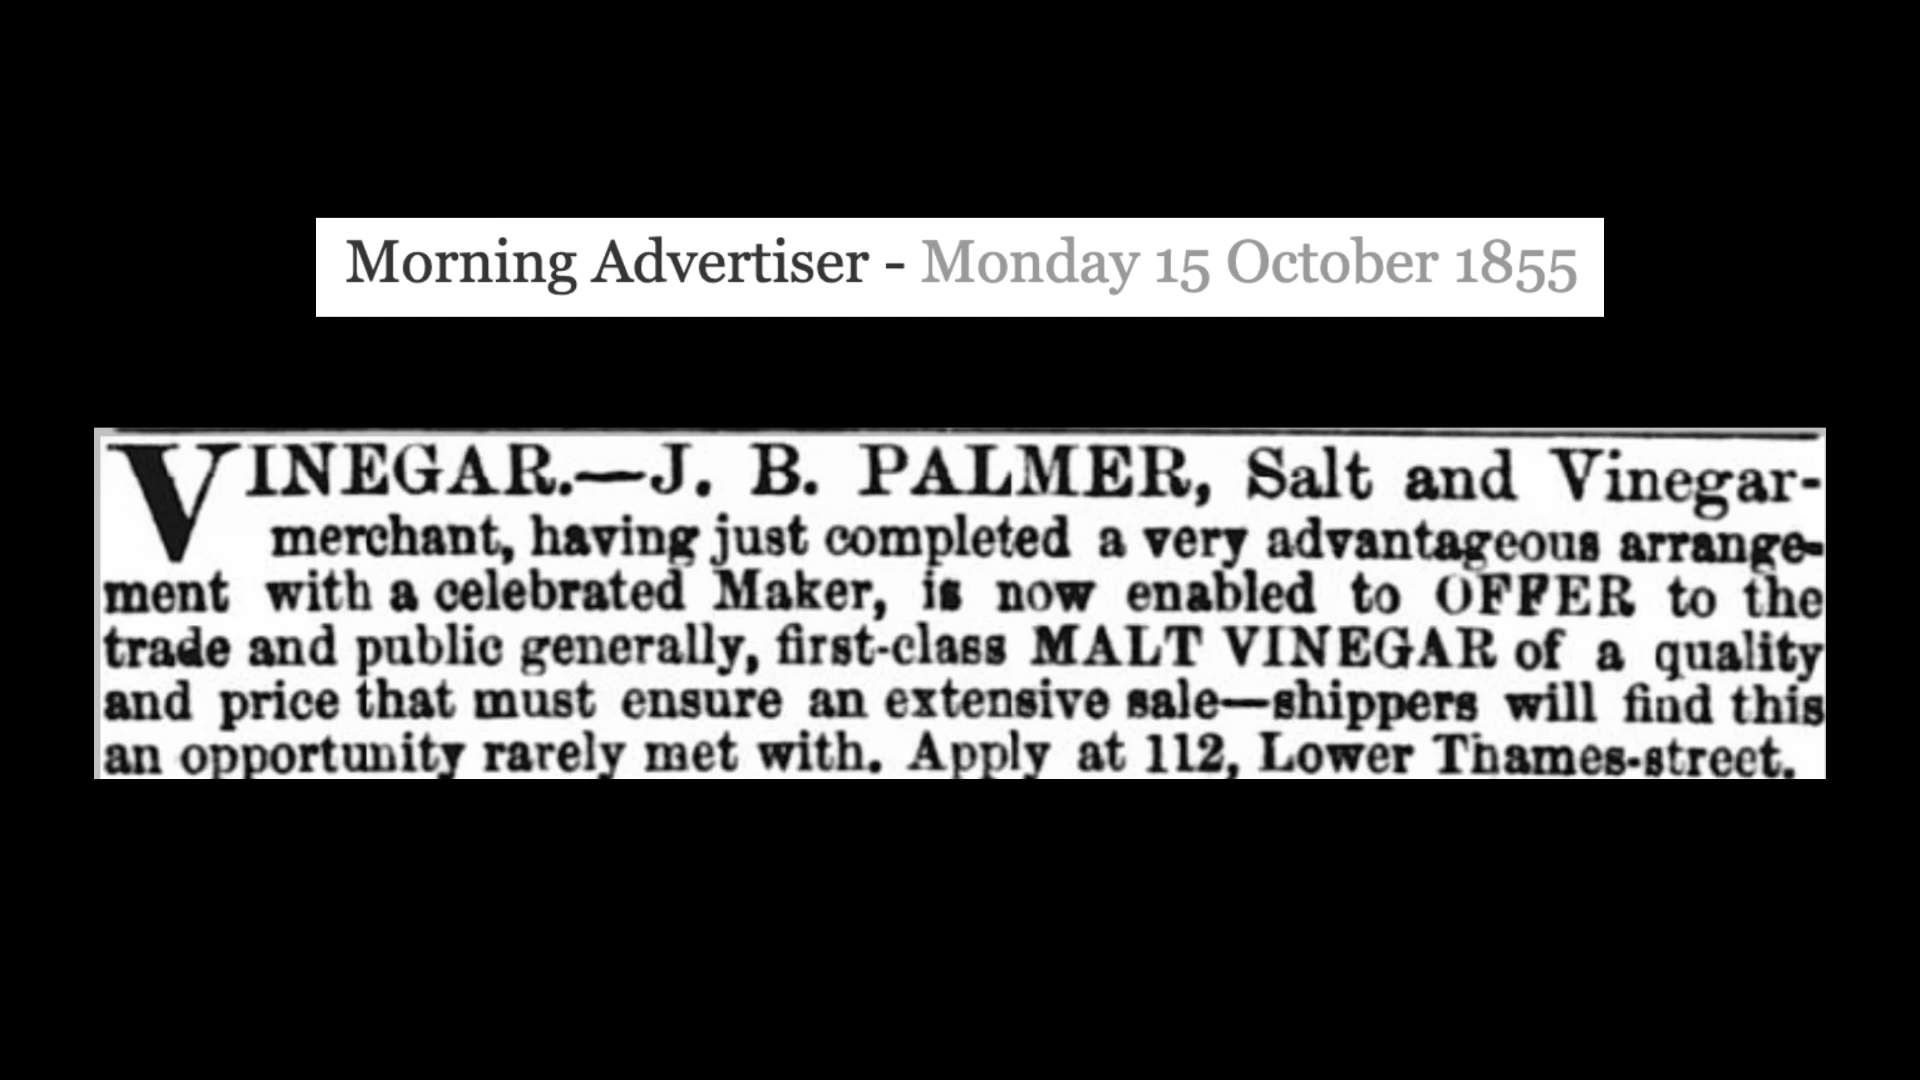 Morning Advertiser - Monday 15 October 1855
VINEGAR.—J. B. PALMER, Salt and Vinegar-
merchant, having just completed a very advantageous arrange-
ment with a celebrated Maker, is now enabled to OFFER to the
trade and public generally, first-class MALT VINEGAR of a quality
and price that must ensure an extensive sale—shippers will find this
an opportunity rarely met with. Apply at 112, Lower Thames-street.